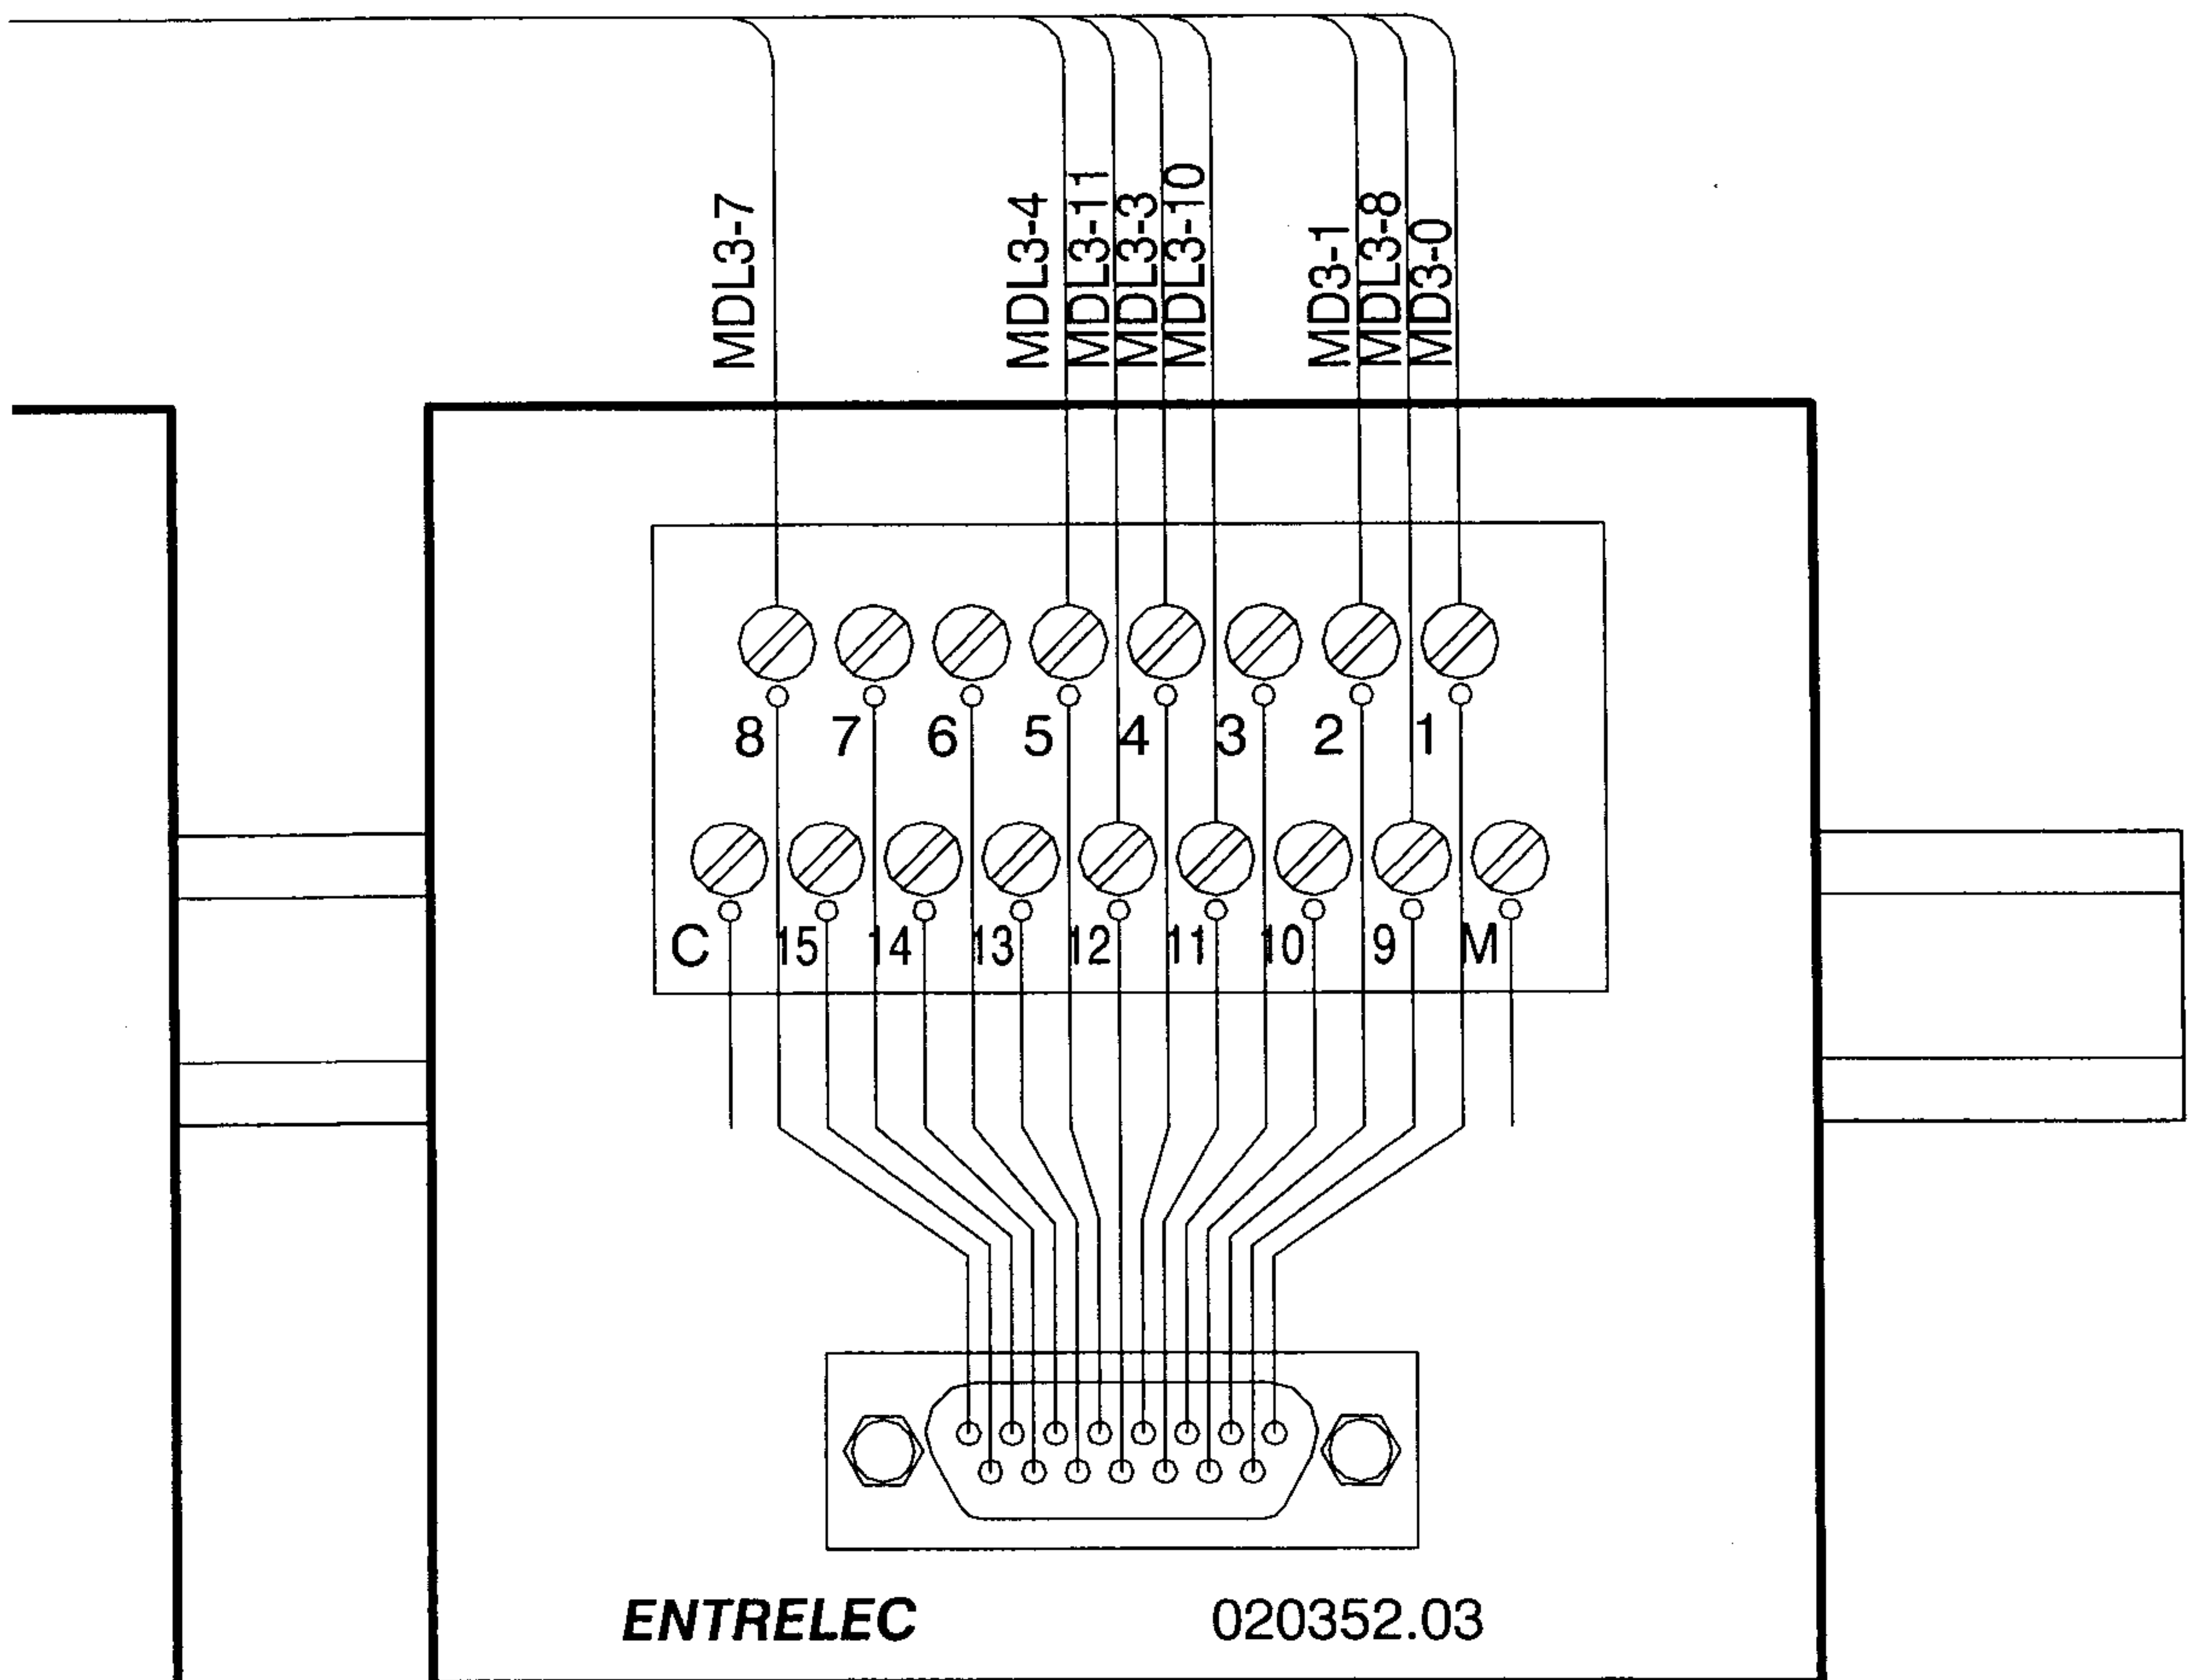 MDL3-7
MDL3-4
MDL3-11
MDL3-3
MDL3-10
MD3-1
MDL3-8
MD3-0
8 7 6 5 4 3 2 1
C 15 14 13 12 11 10 9 M
ENTRELEC 020352.03